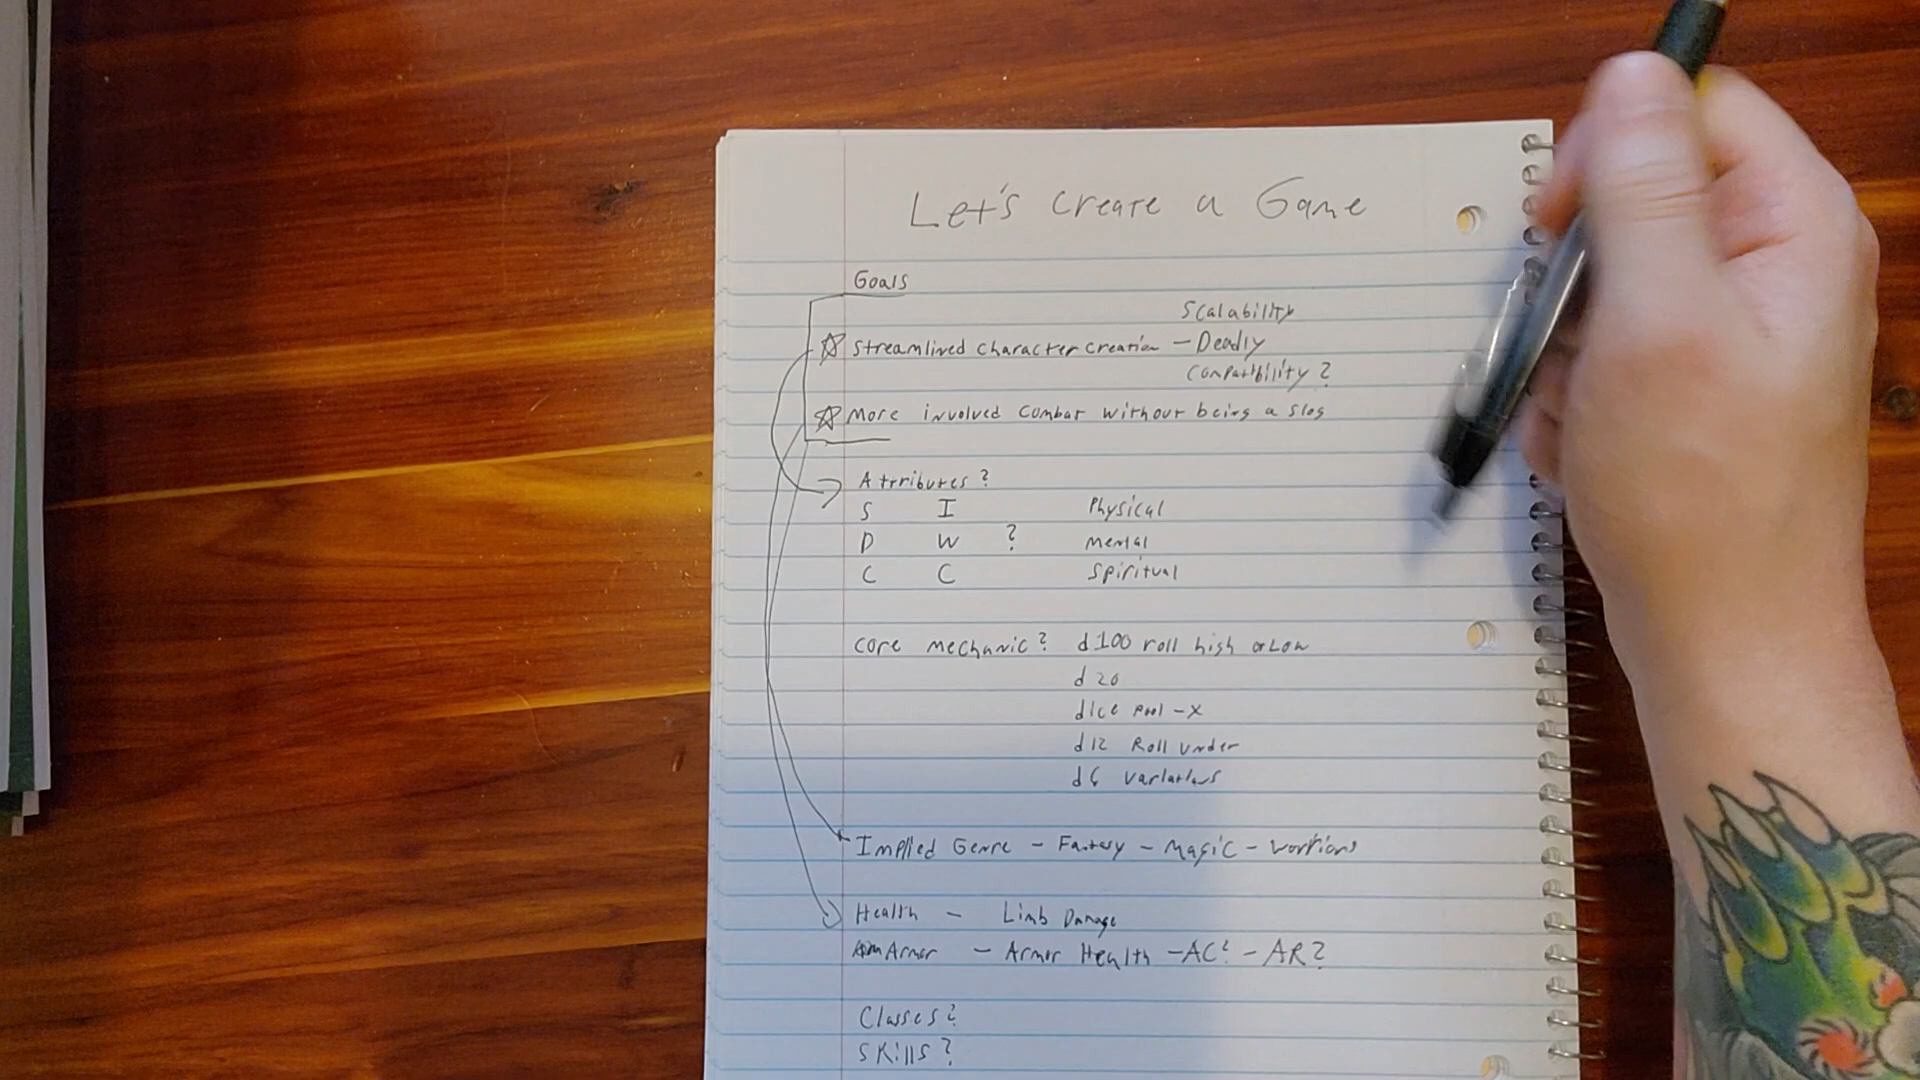 Let's Create a Game
Goals
Scalability
☆ Streamlined Character Creation - Deadly
Compatibility?
☆ More involved Combat without being a slog
Attributes?
S I Physical
D W ? Mental
C C Spiritual
Core Mechanic? d100 roll high or Low
d20
dice Pool - X
d12 Roll Under
d6 Variations
Implied Genre - Fantasy - Magic -
Health - Limb Damage
Armor - Armor Health - AC? - AR?
Classes?
Skills?